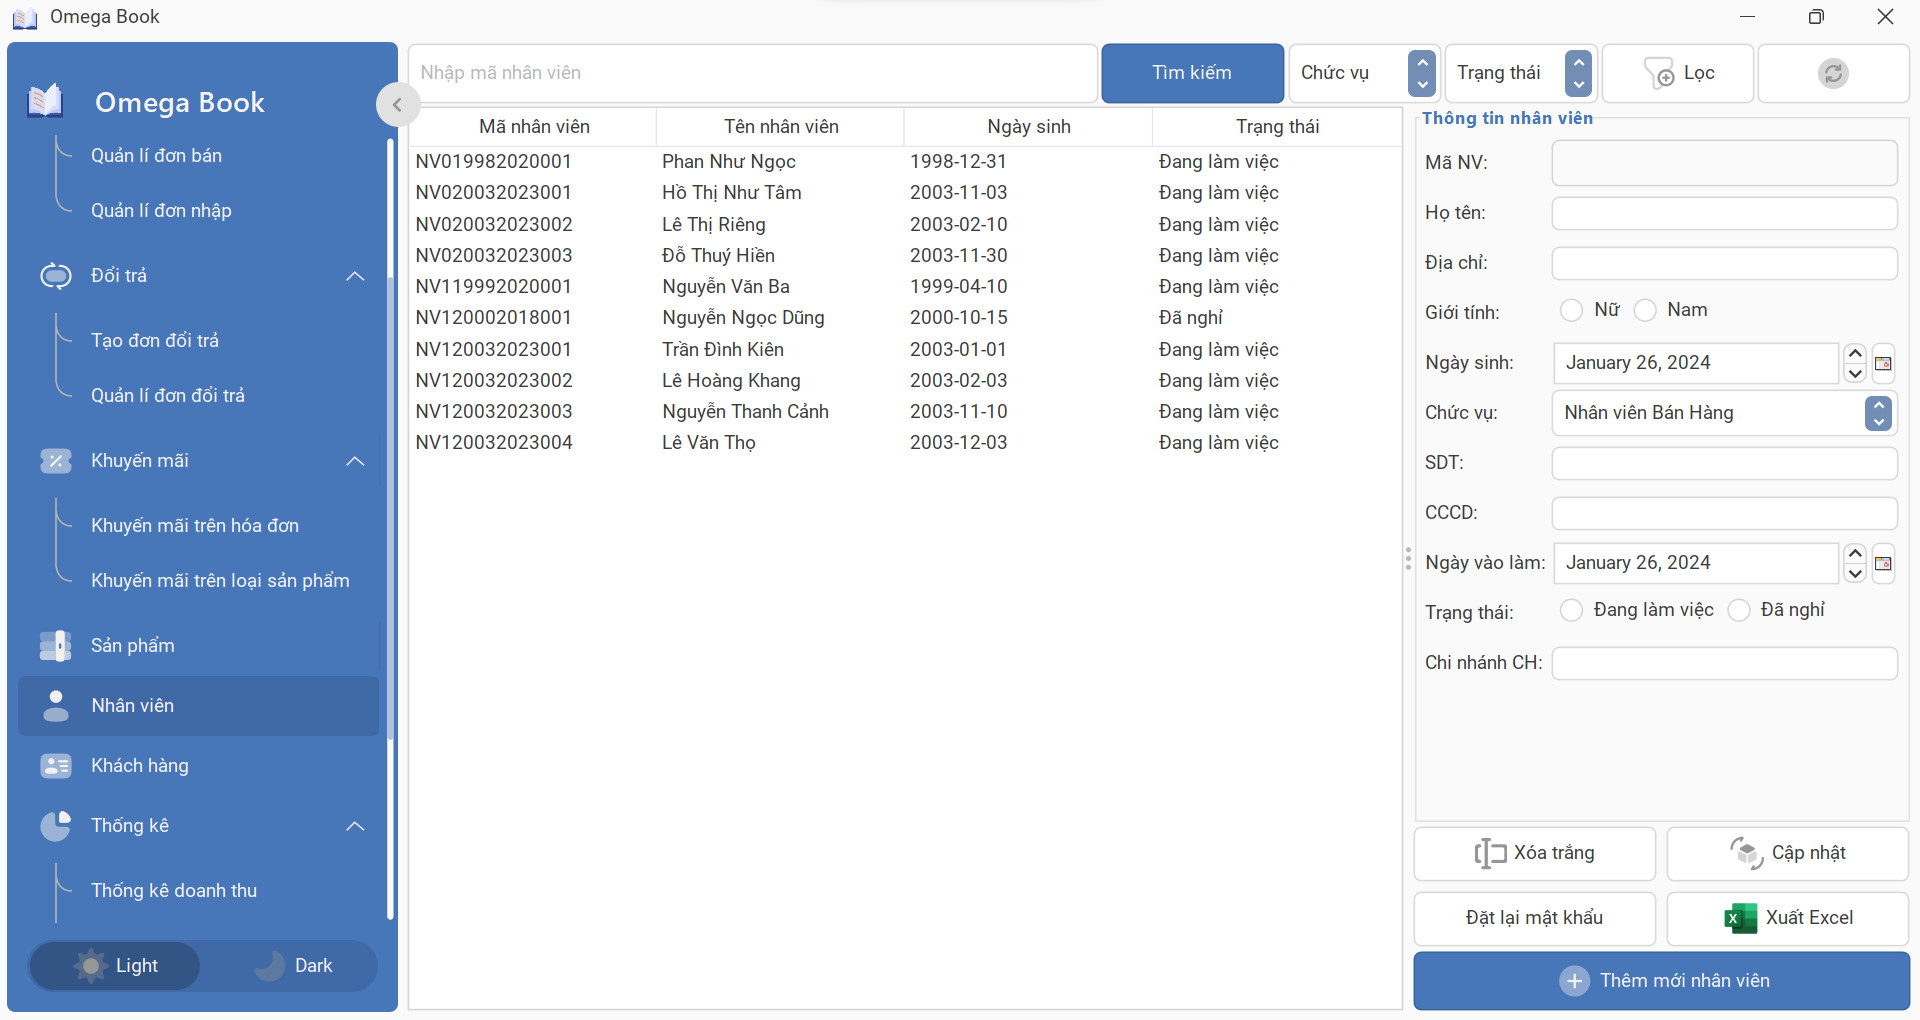 Omega Book
Omega Book
Quản lí đơn bán
Quản lí đơn nhập
Đổi trả
Tạo đơn đổi trả
Quản lí đơn đổi trả
Khuyến mãi
Khuyến mãi trên hóa đơn
Khuyến mãi trên loại sản phẩm
Sản phẩm
Nhân viên
Khách hàng
Thống kê
Thống kê doanh thu
Light Dark
Nhập mã nhân viên Tìm kiếm Chức vụ Trạng thái Lọc
Mã nhân viên Tên nhân viên Ngày sinh Trạng thái
NV019982020001 Phan Như Ngọc 1998-12-31 Đang làm việc
NV020032023001 Hồ Thị Như Tâm 2003-11-03 Đang làm việc
NV020032023002 Lê Thị Riêng 2003-02-10 Đang làm việc
NV020032023003 Đỗ Thuý Hiền 2003-11-30 Đang làm việc
NV119992020001 Nguyễn Văn Ba 1999-04-10 Đang làm việc
NV120002018001 Nguyễn Ngọc Dũng 2000-10-15 Đã nghỉ
NV120032023001 Trần Đình Kiên 2003-01-01 Đang làm việc
NV120032023002 Lê Hoàng Khang 2003-02-03 Đang làm việc
NV120032023003 Nguyễn Thanh Cảnh 2003-11-10 Đang làm việc
NV120032023004 Lê Văn Thọ 2003-12-03 Đang làm việc
Thông tin nhân viên
Mã NV:
Họ tên:
Địa chỉ:
Giới tính: Nữ Nam
Ngày sinh: January 26, 2024
Chức vụ: Nhân viên Bán Hàng
SDT:
CCCD:
Ngày vào làm: January 26, 2024
Trạng thái: Đang làm việc Đã nghỉ
Chi nhánh CH:
Xóa trắng Cập nhật
Đặt lại mật khẩu Xuất Excel
Thêm mới nhân viên